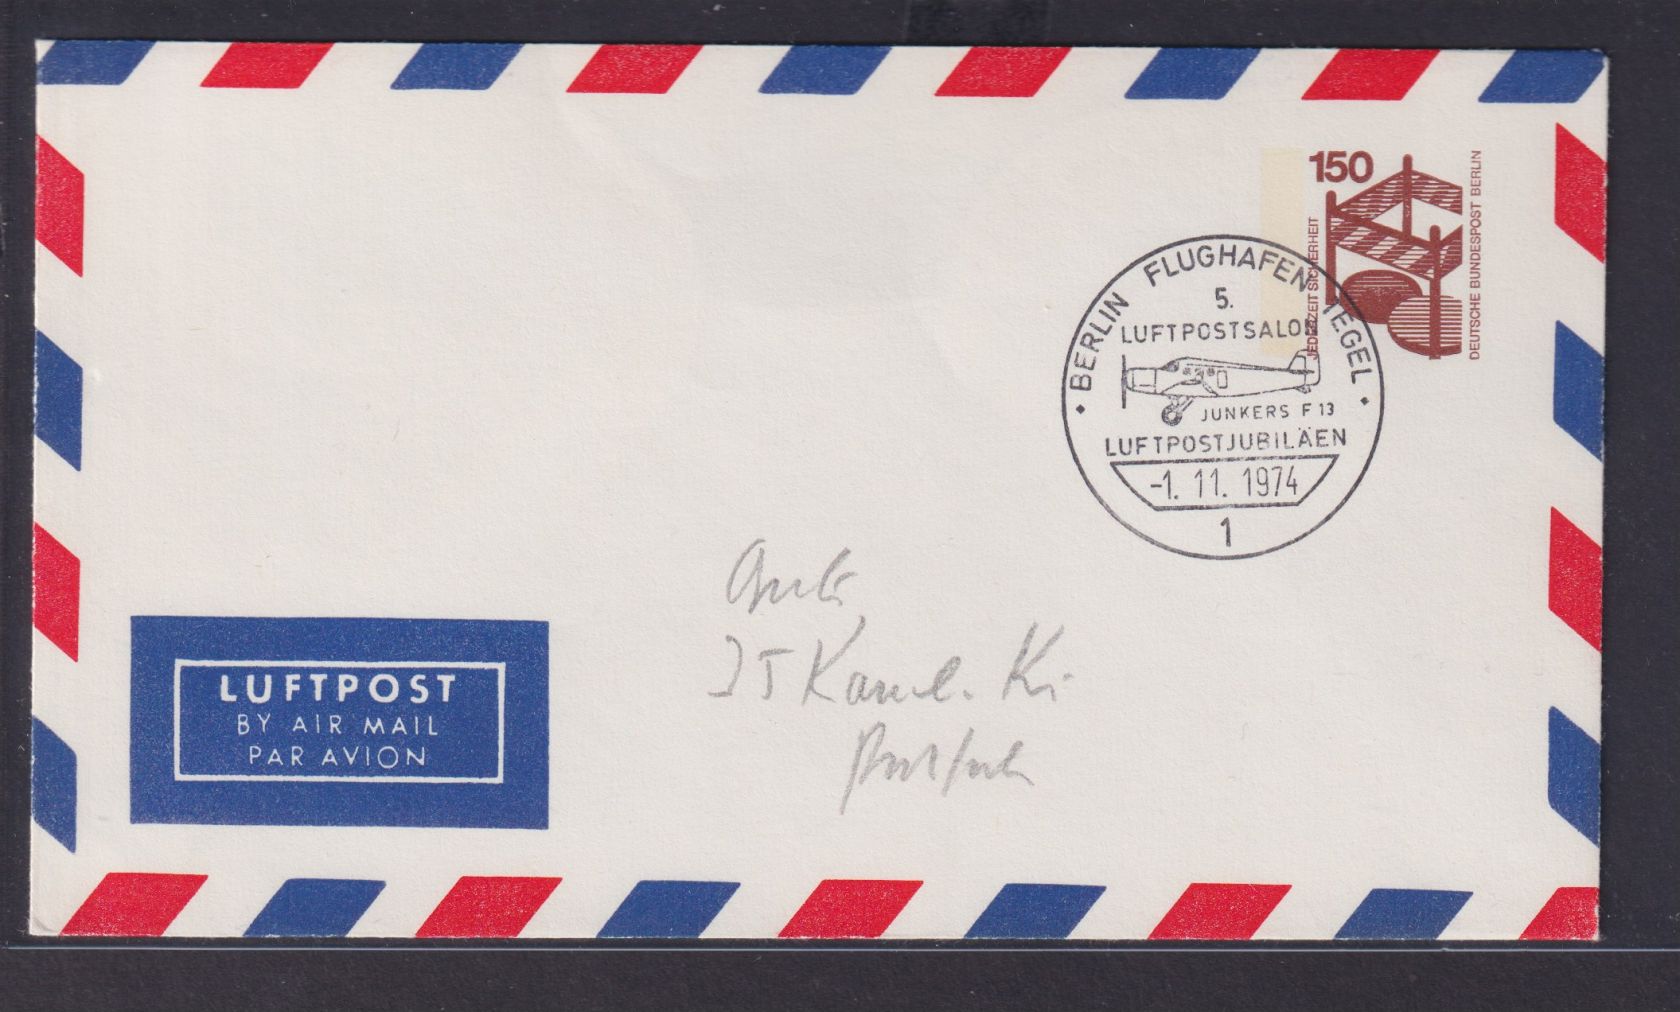 150
JEDERZEIT SICHERHEIT
DEUTSCHE BUNDESPOST BERLIN
BERLIN FLUGHAFEN TEGEL
5.
LUFTPOSTSALON
JUNKERS F 13
LUFTPOSTJUBILÄEN
-1. 11. 1974
1
LUFTPOST
BY AIR MAIL
PAR AVION